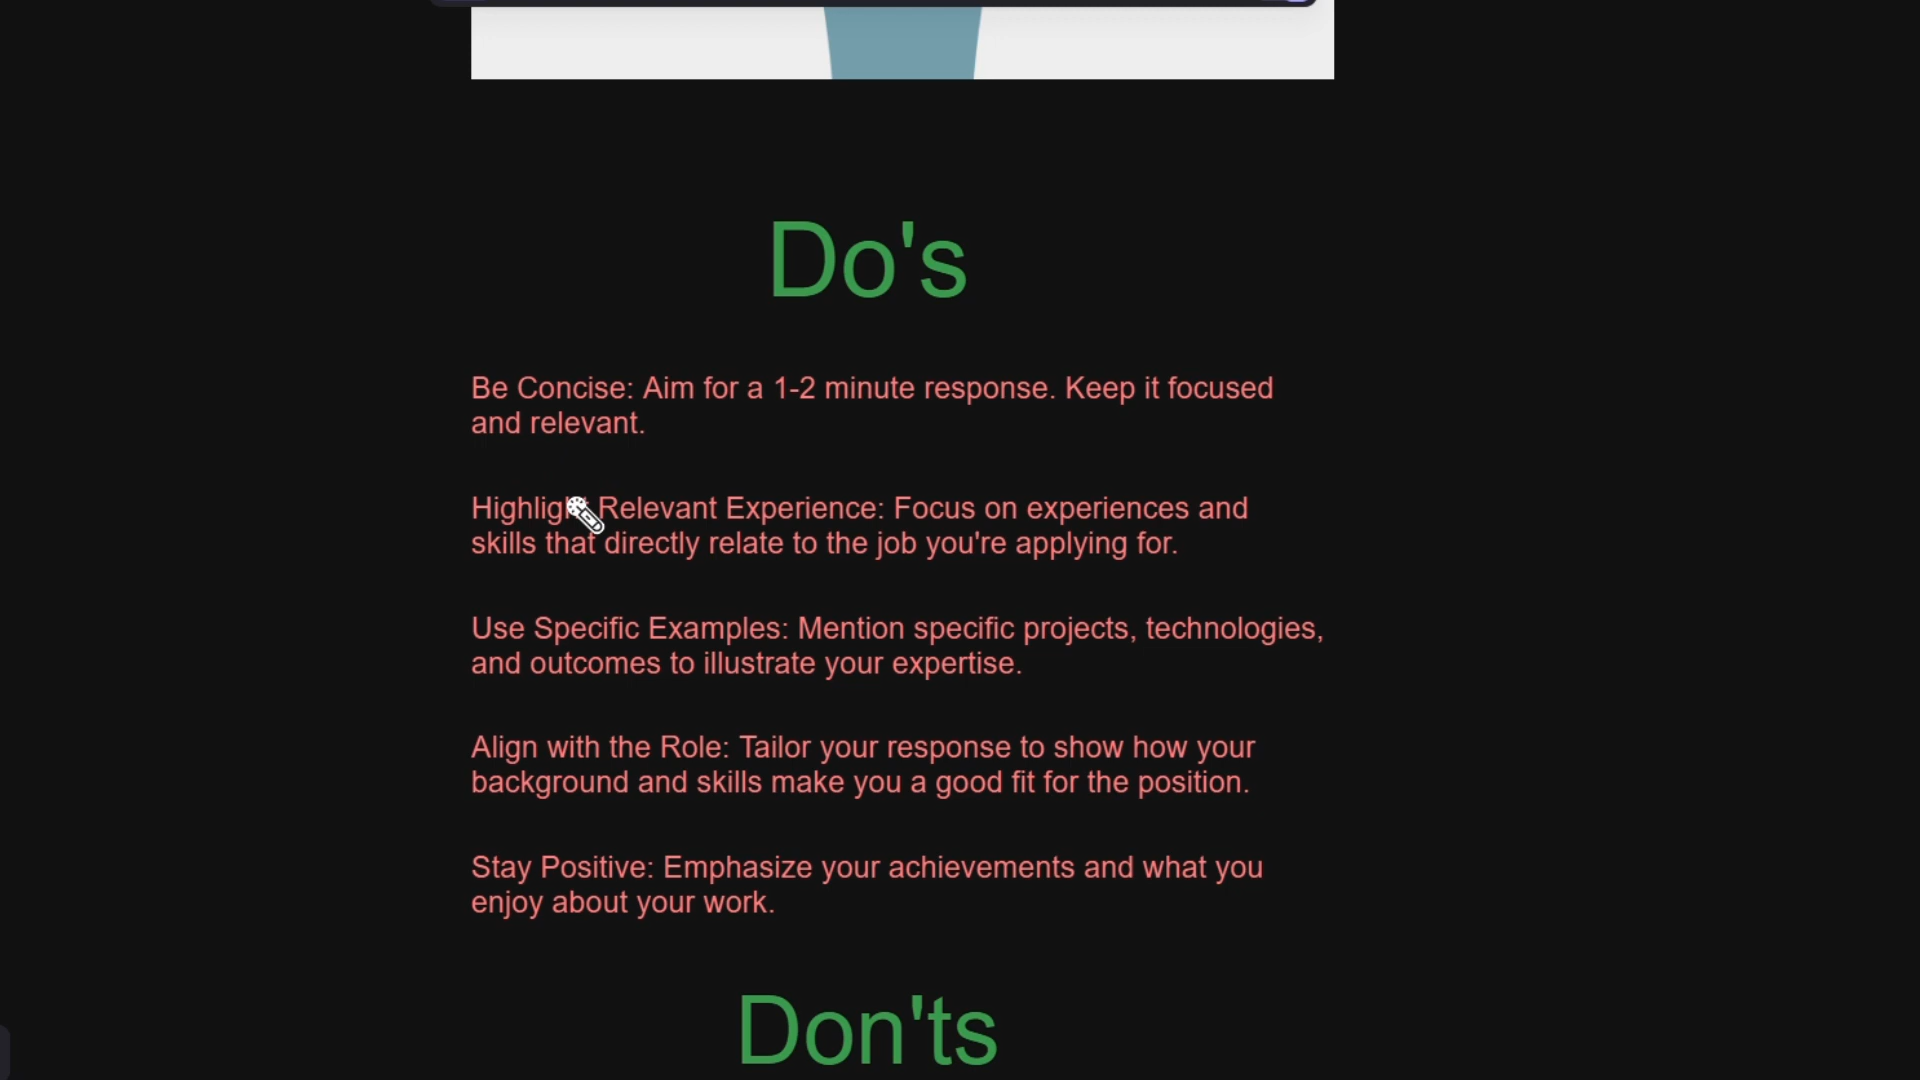 Do's
Be Concise: Aim for a 1-2 minute response. Keep it focused
and relevant.
Highlight Relevant Experience: Focus on experiences and
skills that directly relate to the job you're applying for.
Use Specific Examples: Mention specific projects, technologies,
and outcomes to illustrate your expertise.
Align with the Role: Tailor your response to show how your
background and skills make you a good fit for the position.
Stay Positive: Emphasize your achievements and what you
enjoy about your work.
Don'ts